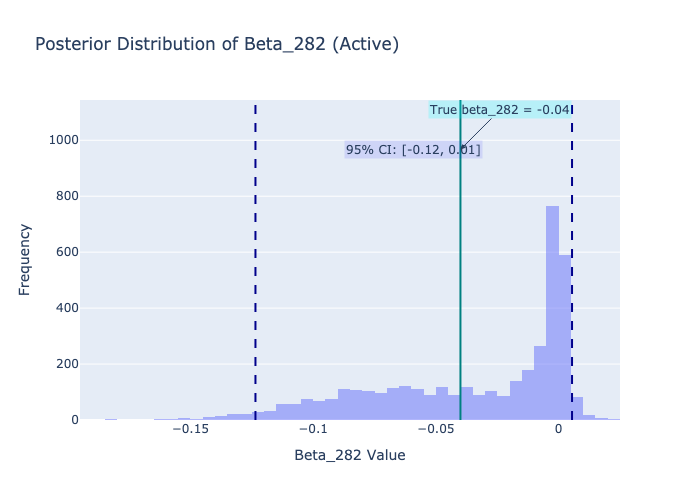 Posterior Distribution of Beta_282 (Active)
True beta_282 = -0.04
95% CI: [-0.12, 0.01]
1000
800
600
400
200
0
Frequency
−0.15
−0.1
−0.05
0
Beta_282 Value